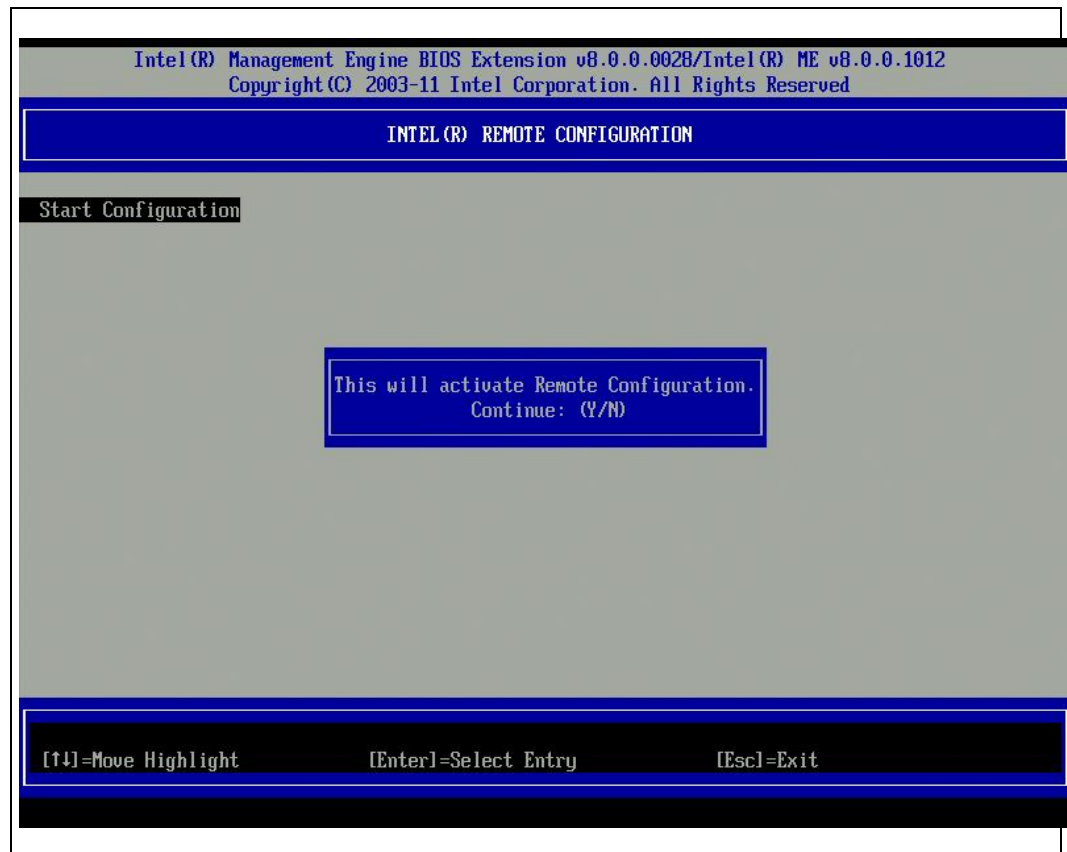 Intel(R) Management Engine BIOS Extension v8.0.0.0028/Intel(R) ME v8.0.0.1012
Copyright(C) 2003-11 Intel Corporation. All Rights Reserved
INTEL(R) REMOTE CONFIGURATION
Start Configuration
This will activate Remote Configuration.
Continue: (Y/N)
[↑↓]=Move Highlight [Enter]=Select Entry [Esc]=Exit